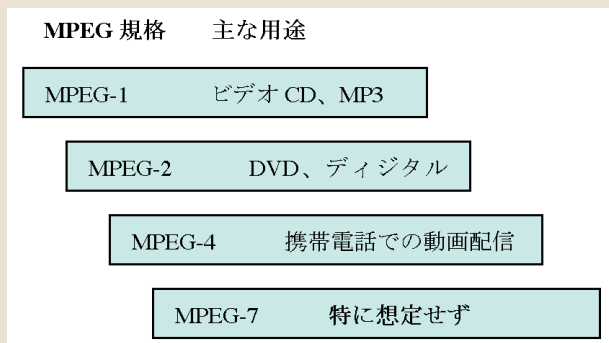 MPEG 規格 主な用途
MPEG-1 ビデオ CD、MP3
MPEG-2 DVD、ディジタル
MPEG-4 携帯電話での動画配信
MPEG-7 特に想定せず